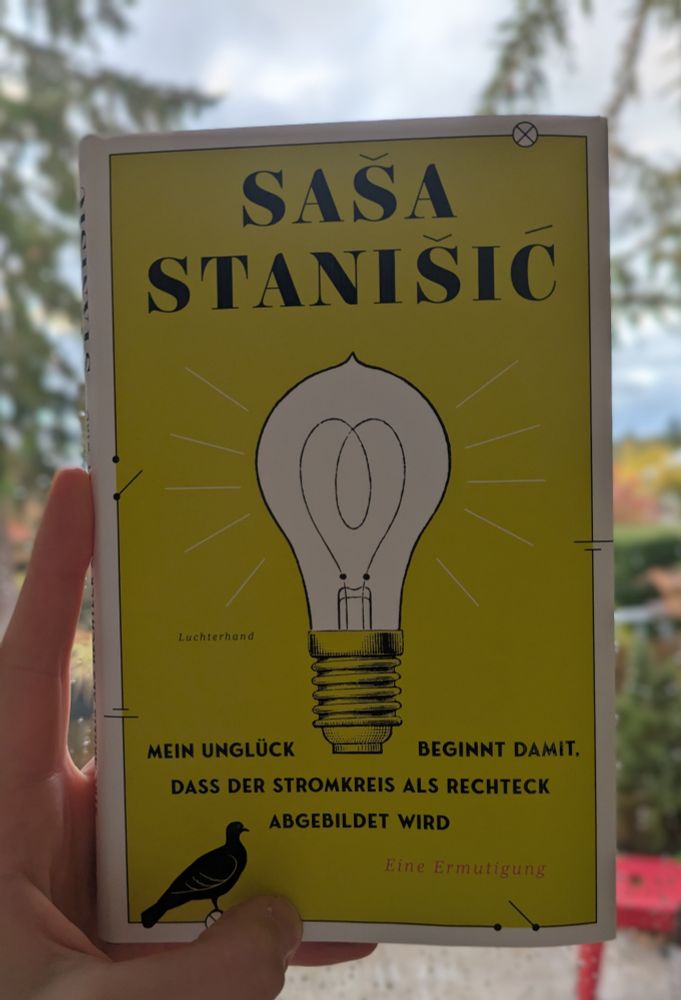 SAŠA
STANIŠIĆ
Luchterhand
MEIN UNGLÜCK BEGINNT DAMIT,
DASS DER STROMKREIS ALS RECHTECK
ABGEBILDET WIRD
Eine Ermutigung